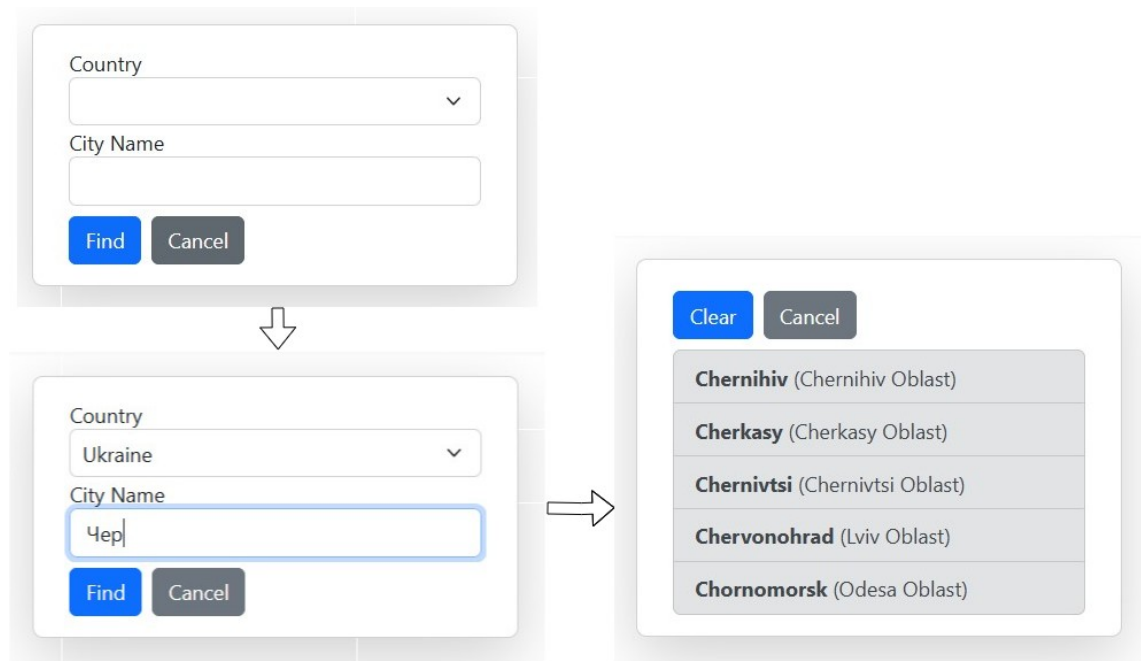 Country
City Name
Find Cancel
Country
Ukraine
City Name
Чер
Find Cancel
Clear Cancel
Chernihiv (Chernihiv Oblast)
Cherkasy (Cherkasy Oblast)
Chernivtsi (Chernivtsi Oblast)
Chervonohrad (Lviv Oblast)
Chornomorsk (Odesa Oblast)